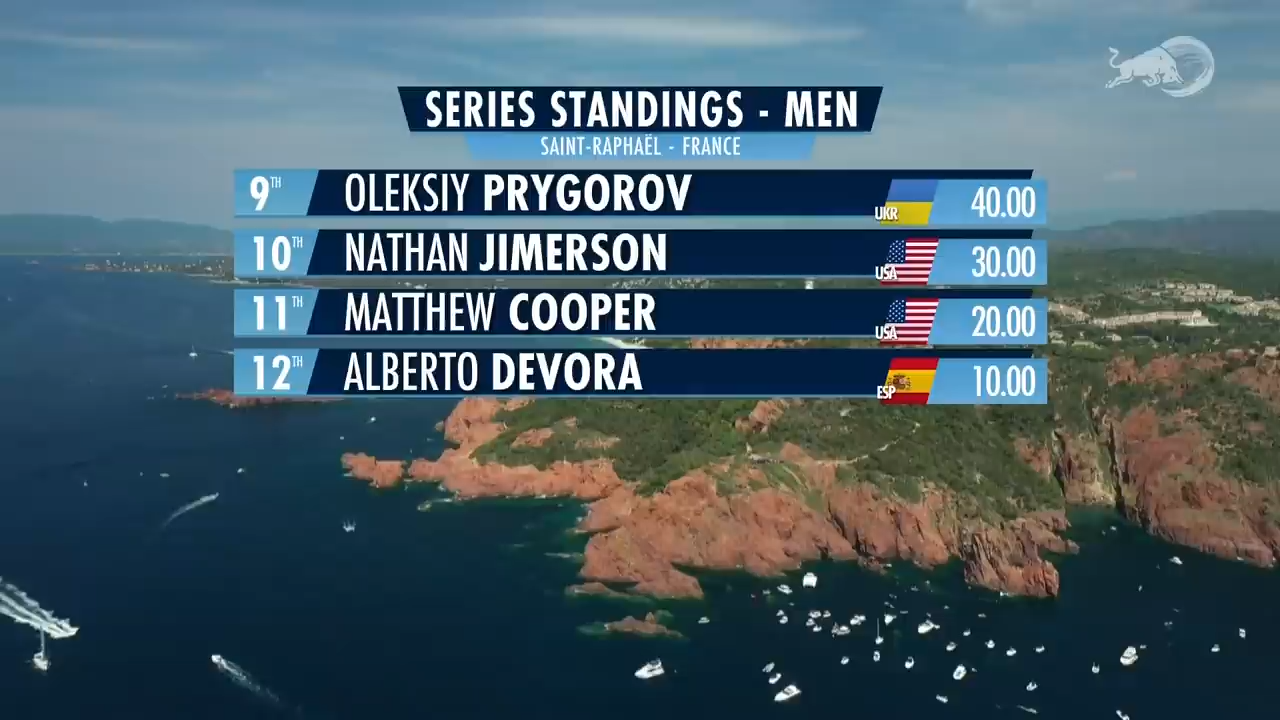 SERIES STANDINGS - MEN
SAINT-RAPHAËL - FRANCE
9TH OLEKSIY PRYGOROV UKR 40.00
10TH NATHAN JIMERSON USA 30.00
11TH MATTHEW COOPER USA 20.00
12TH ALBERTO DEVORA ESP 10.00